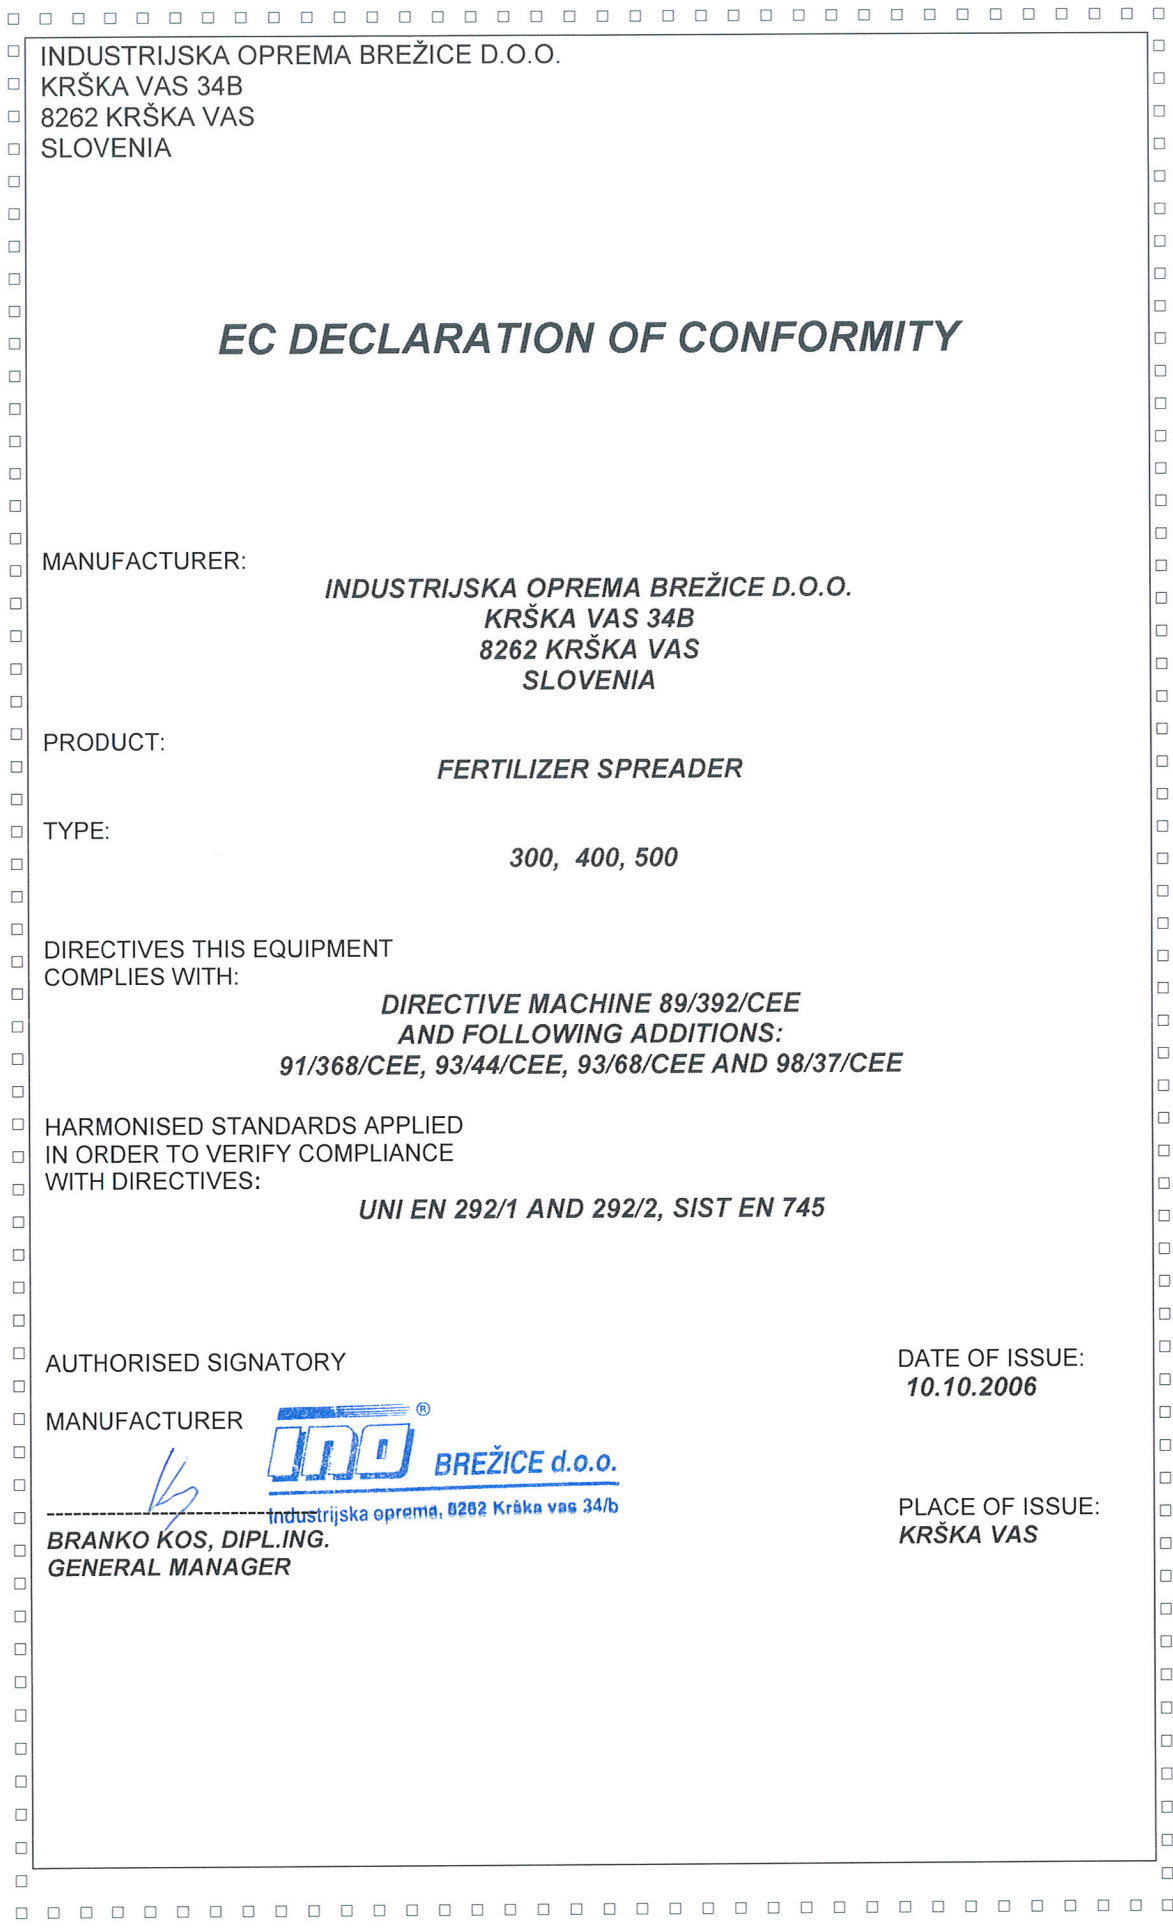 INDUSTRIJSKA OPREMA BREŽICE D.O.O.
KRŠKA VAS 34B
8262 KRŠKA VAS
SLOVENIA
EC DECLARATION OF CONFORMITY
MANUFACTURER:
INDUSTRIJSKA OPREMA BREŽICE D.O.O.
KRŠKA VAS 34B
8262 KRŠKA VAS
SLOVENIA
PRODUCT:
FERTILIZER SPREADER
TYPE:
300, 400, 500
DIRECTIVES THIS EQUIPMENT
COMPLIES WITH:
DIRECTIVE MACHINE 89/392/CEE
AND FOLLOWING ADDITIONS:
91/368/CEE, 93/44/CEE, 93/68/CEE AND 98/37/CEE
HARMONISED STANDARDS APPLIED
IN ORDER TO VERIFY COMPLIANCE
WITH DIRECTIVES:
UNI EN 292/1 AND 292/2, SIST EN 745
AUTHORISED SIGNATORY
DATE OF ISSUE:
10.10.2006
MANUFACTURER
ino ®
BREŽICE d.o.o.
Industrijska oprema, 8262 Krška vas 34/b
PLACE OF ISSUE:
KRŠKA VAS
BRANKO KOS, DIPL.ING.
GENERAL MANAGER